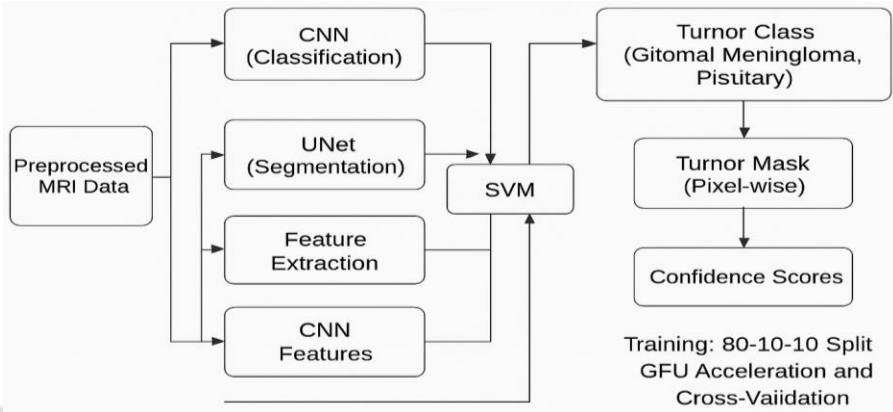 CNN
(Classification)
UNet
(Segmentation)
Preprocessed
MRI Data
Feature
Extraction
CNN
Features
SVM
Turnor Class
(Gitomal Meningloma,
Pistitary)
Turnor Mask
(Pixel-wise)
Confidence Scores
Training: 80-10-10 Split
GFU Acceleration and
Cross-Vaiidation